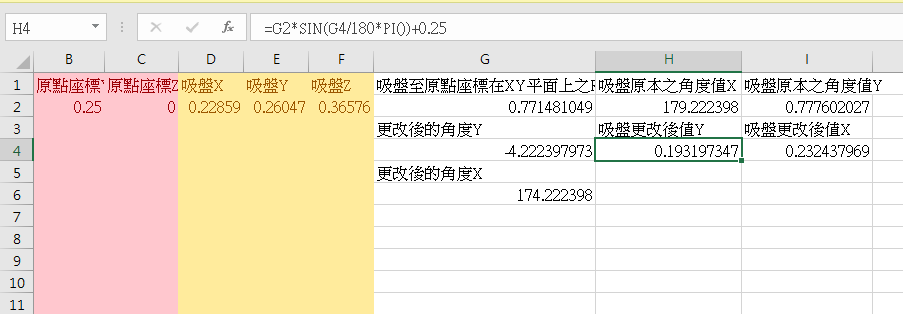 H4 fx =G2*SIN(G4/180*PI())+0.25
B C D E F G H I
1 原點座標 原點座標Z 吸盤X 吸盤Y 吸盤Z 吸盤至原點座標在XY平面上之 吸盤原本之角度值X 吸盤原本之角度值Y
2 0.25 0 0.22859 0.26047 0.36576 0.771481049 179.222398 0.777602027
3 更改後的角度Y 吸盤更改後值Y 吸盤更改後值X
4 -4.222397973 0.193197347 0.232437969
5 更改後的角度X
6 174.222398
7
8
9
10
11